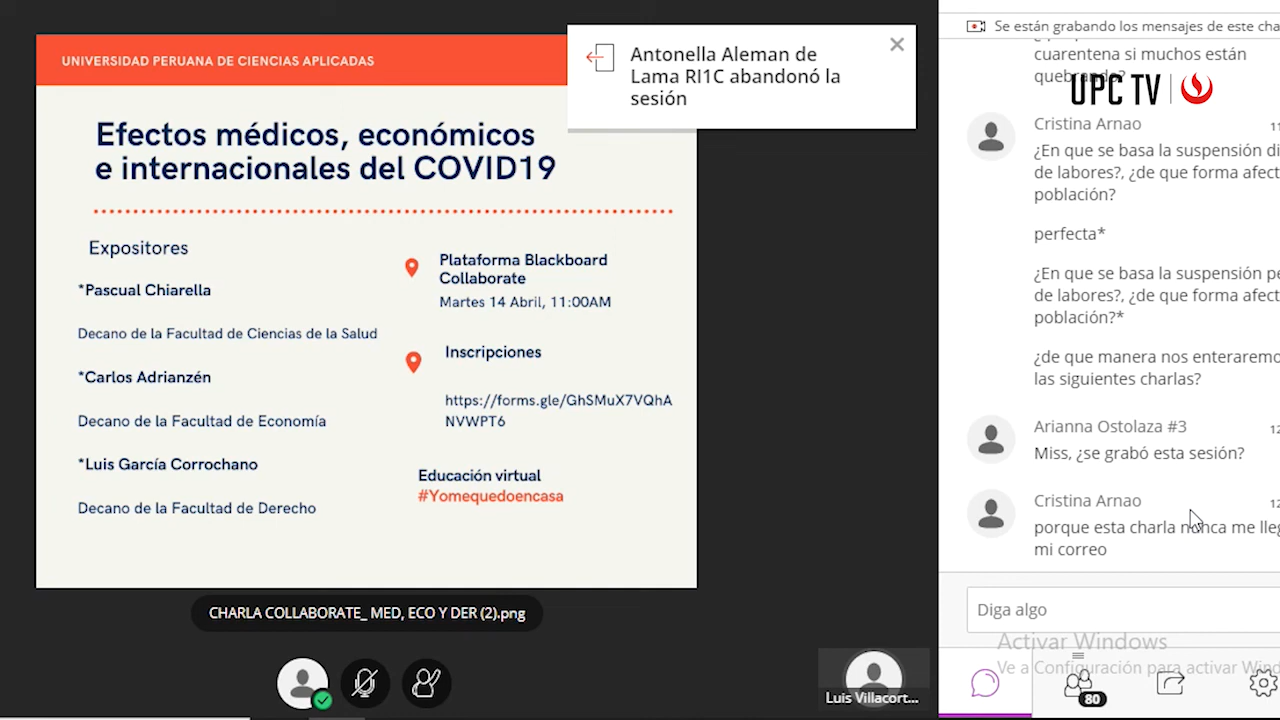 UNIVERSIDAD PERUANA DE CIENCIAS APLICADAS
Efectos médicos, económicos
e internacionales del COVID19
Expositores
*Pascual Chiarella
Decano de la Facultad de Ciencias de la Salud
*Carlos Adrianzén
Decano de la Facultad de Economía
*Luis García Corrochano
Decano de la Facultad de Derecho
Plataforma Blackboard
Collaborate
Martes 14 Abril, 11:00AM
Inscripciones
https://forms.gle/GhSMuX7VQhA
NVWPT6
Educación virtual
#Yomequedoencasa
CHARLA COLLABORATE_ MED, ECO Y DER (2).png
Antonella Aleman de
Lama RI1C abandonó la
sesión
Luis Villacort...
Se están grabando los mensajes de este cha
cuarentena si muchos están
quebrando?
UPC TV
Cristina Arnao
¿En que se basa la suspensión di
de labores?, ¿de que forma afect
población?
perfecta*
¿En que se basa la suspensión pe
de labores?, ¿de que forma afect
población?*
¿de que manera nos enteraremo
las siguientes charlas?
Arianna Ostolaza #3
Miss, ¿se grabó esta sesión?
Cristina Arnao
porque esta charla nunca me lleg
mi correo
Diga algo
Activar Windows
Ve a Configuración para activar Wind
80